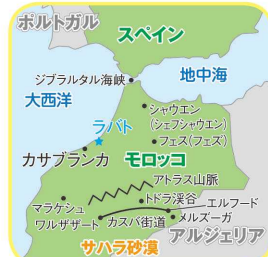 ポルトガル
スペイン
ジブラルタル海峡
地中海
大西洋
シャウエン
(シェフシャウエン)
ラバト
フェス(フェズ)
カサブランカ
モロッコ
アトラス山脈
マラケシュ
トドラ渓谷
エルフード
ワルザザート
カスバ街道
メルズーガ
アルジェリア
サハラ砂漠